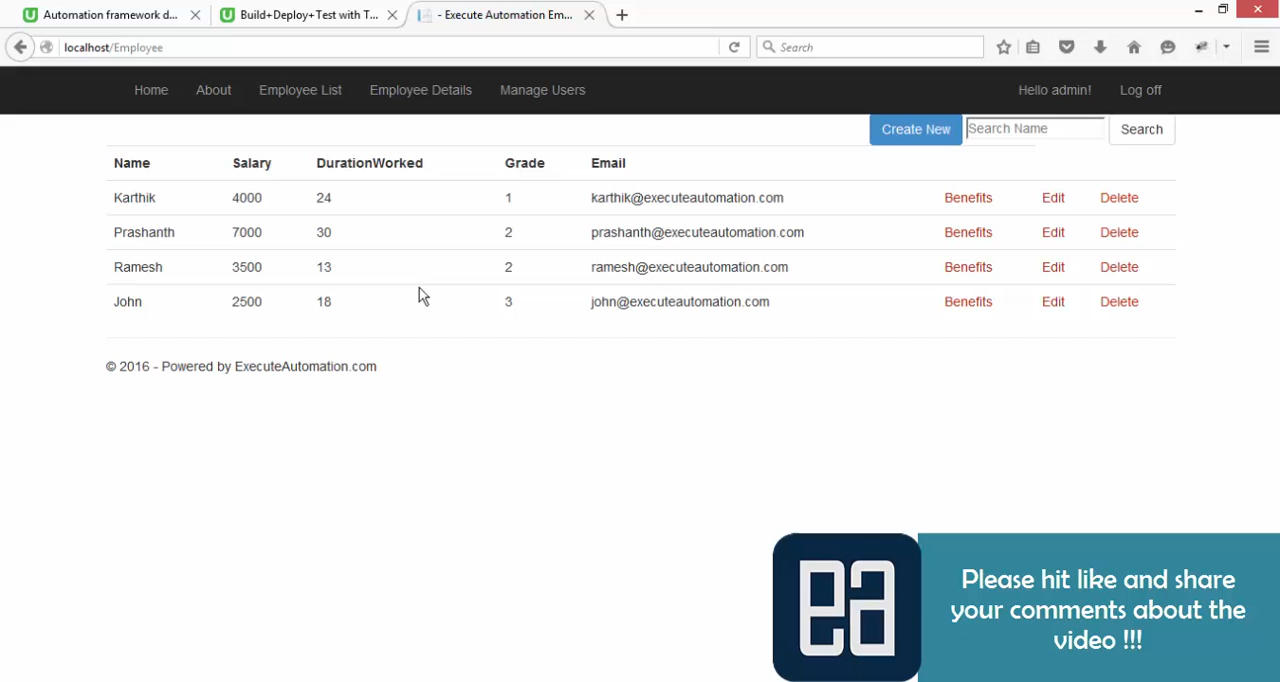 Automation framework d...
Build+Deploy+Test with T...
- Execute Automation Em...
localhost/Employee
Search
Home About Employee List Employee Details Manage Users Hello admin! Log off
Create New Search Name Search
Name Salary DurationWorked Grade Email
Karthik 4000 24 1 karthik@executeautomation.com Benefits Edit Delete
Prashanth 7000 30 2 prashanth@executeautomation.com Benefits Edit Delete
Ramesh 3500 13 2 ramesh@executeautomation.com Benefits Edit Delete
John 2500 18 3 john@executeautomation.com Benefits Edit Delete
© 2016 - Powered by ExecuteAutomation.com
ea
Please hit like and share
your comments about the
video !!!